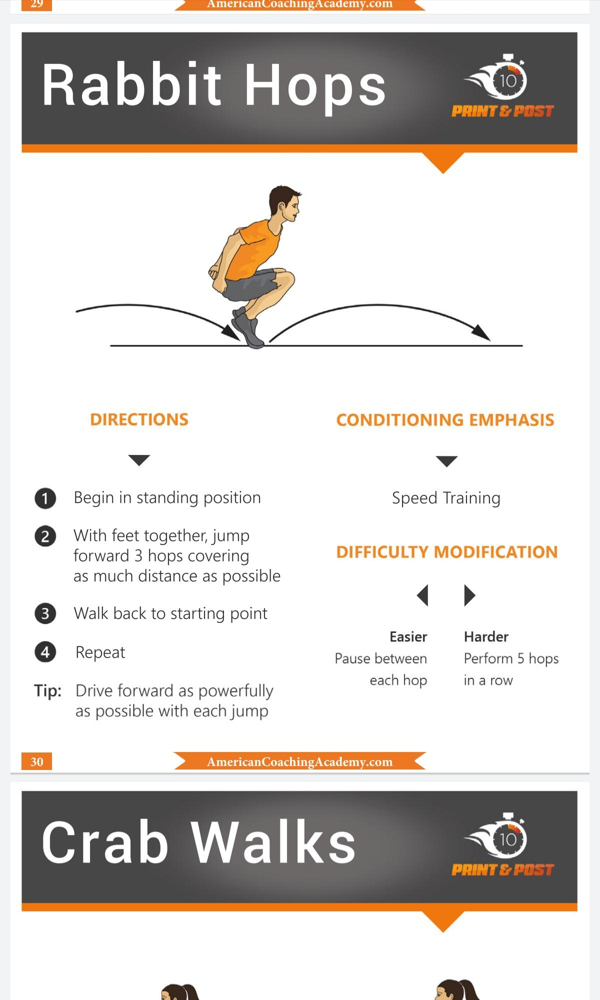 29
AmericanCoachingAcademy.com
Rabbit Hops
10
PRINT & POST
DIRECTIONS
1 Begin in standing position
2 With feet together, jump
forward 3 hops covering
as much distance as possible
3 Walk back to starting point
4 Repeat
Tip: Drive forward as powerfully
as possible with each jump
CONDITIONING EMPHASIS
Speed Training
DIFFICULTY MODIFICATION
Easier
Pause between
each hop
Harder
Perform 5 hops
in a row
30
AmericanCoachingAcademy.com
Crab Walks
10
PRINT & POST